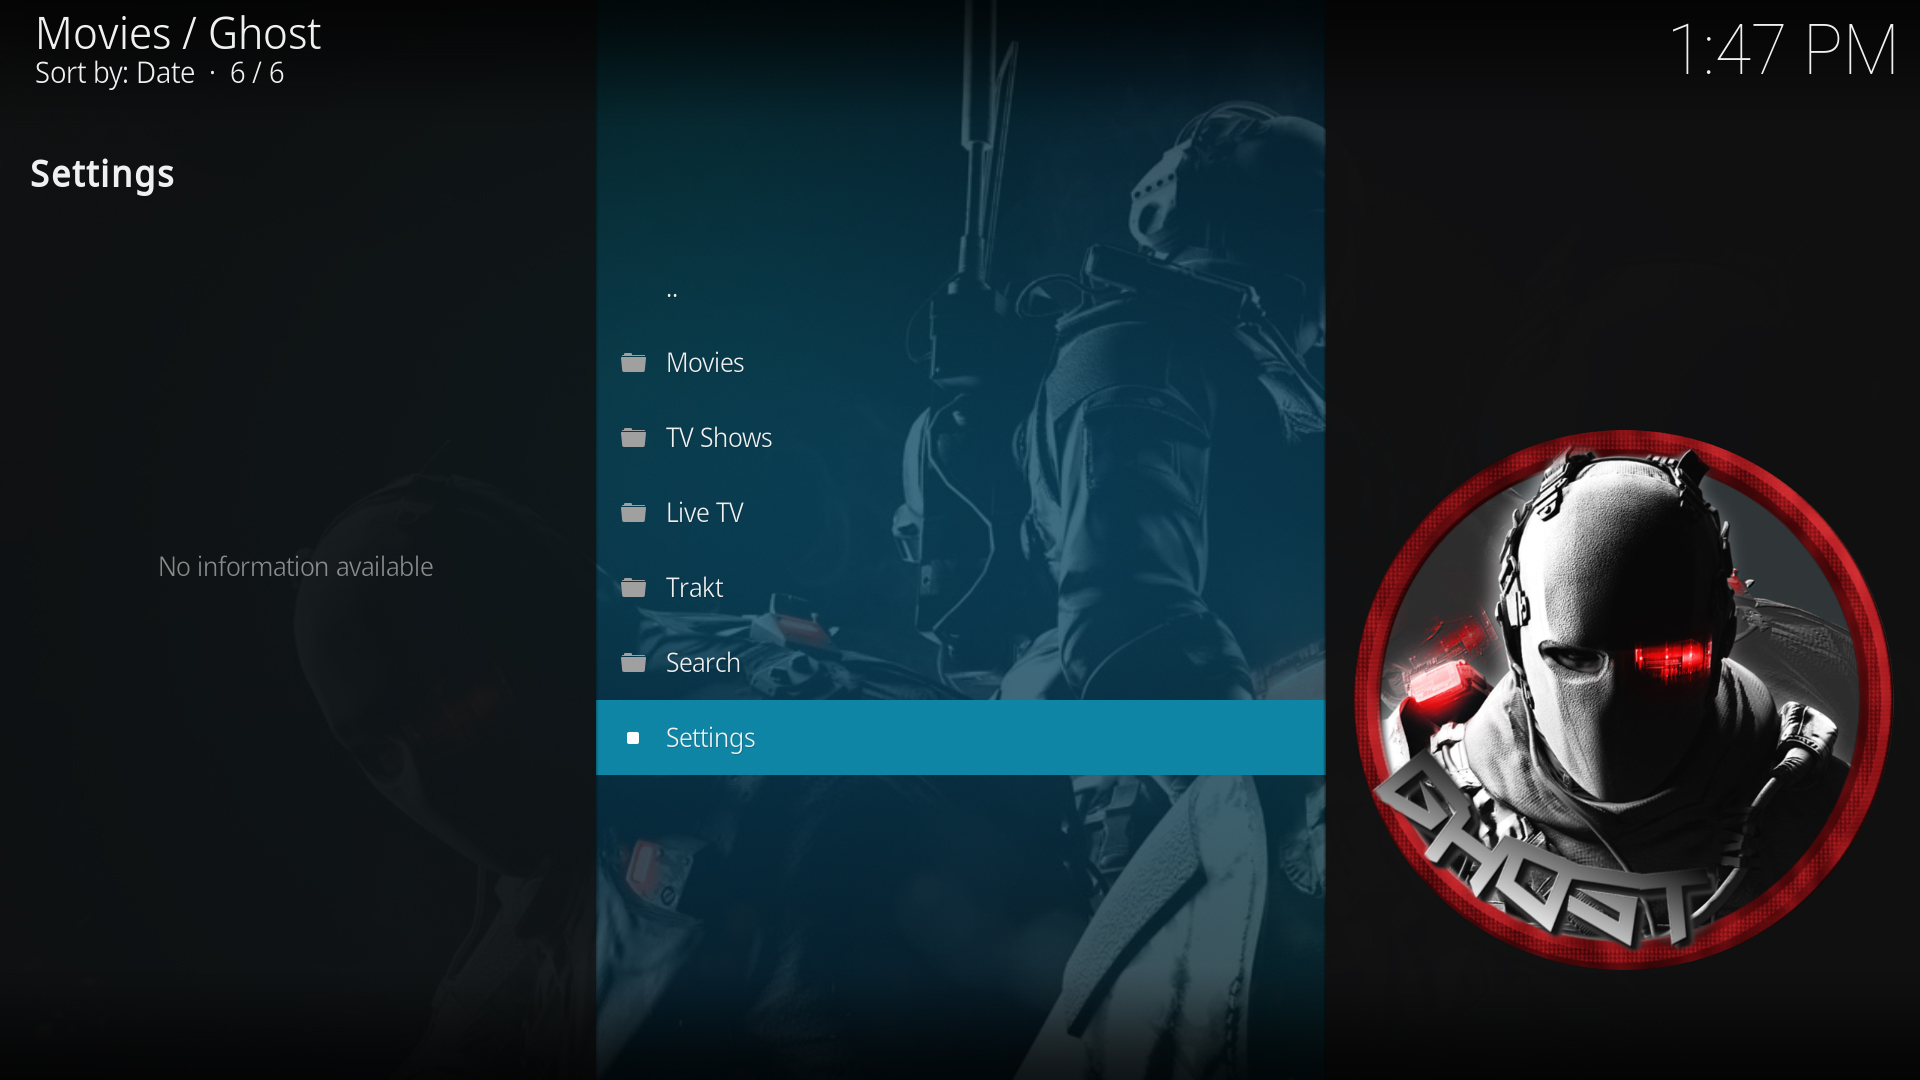 Movies / Ghost
Sort by: Date · 6 / 6
1:47 PM
Settings
..
Movies
TV Shows
Live TV
Trakt
Search
Settings
No information available
GHOST